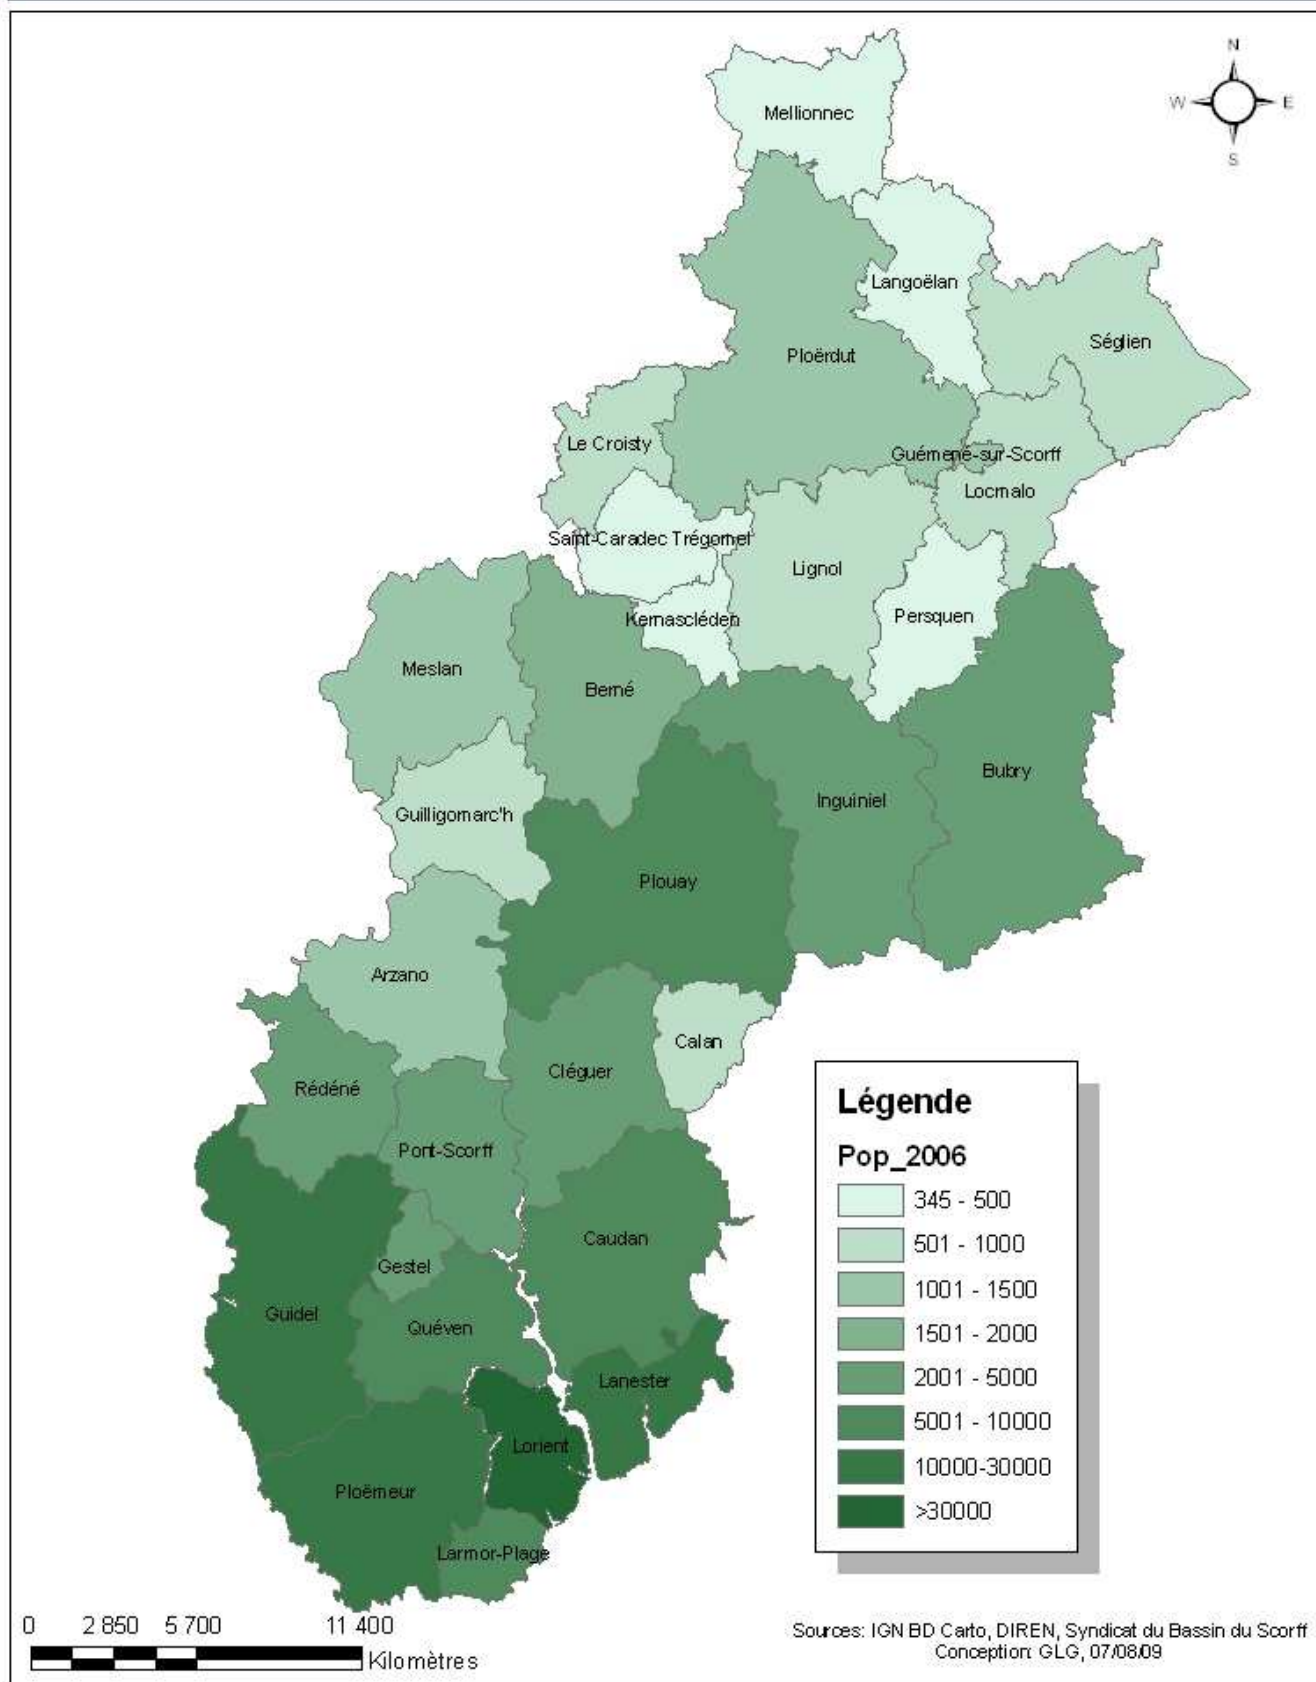 N
W E
S
Mellionnec
Langoëlan
Séglien
Ploërdut
Le Croisty
Guémené-sur-Scorff
Locmalo
Saint-Caradec Trégomel
Lignol
Persquen
Kernascléden
Meslan
Berné
Bubry
Inguiniel
Guilligomarc'h
Plouay
Arzano
Calan
Cléguer
Rédéné
Pont-Scorff
Caudan
Gestel
Guidel
Quéven
Lanester
Lorient
Ploëmeur
Larmor-Plage
Légende
Pop_2006
345 - 500
501 - 1000
1001 - 1500
1501 - 2000
2001 - 5000
5001 - 10000
10000-30000
>30000
0 2 850 5 700 11 400
Kilomètres
Sources: IGN BD Carto, DIREN, Syndicat du Bassin du Scorff
Conception: GLG, 07/08/09